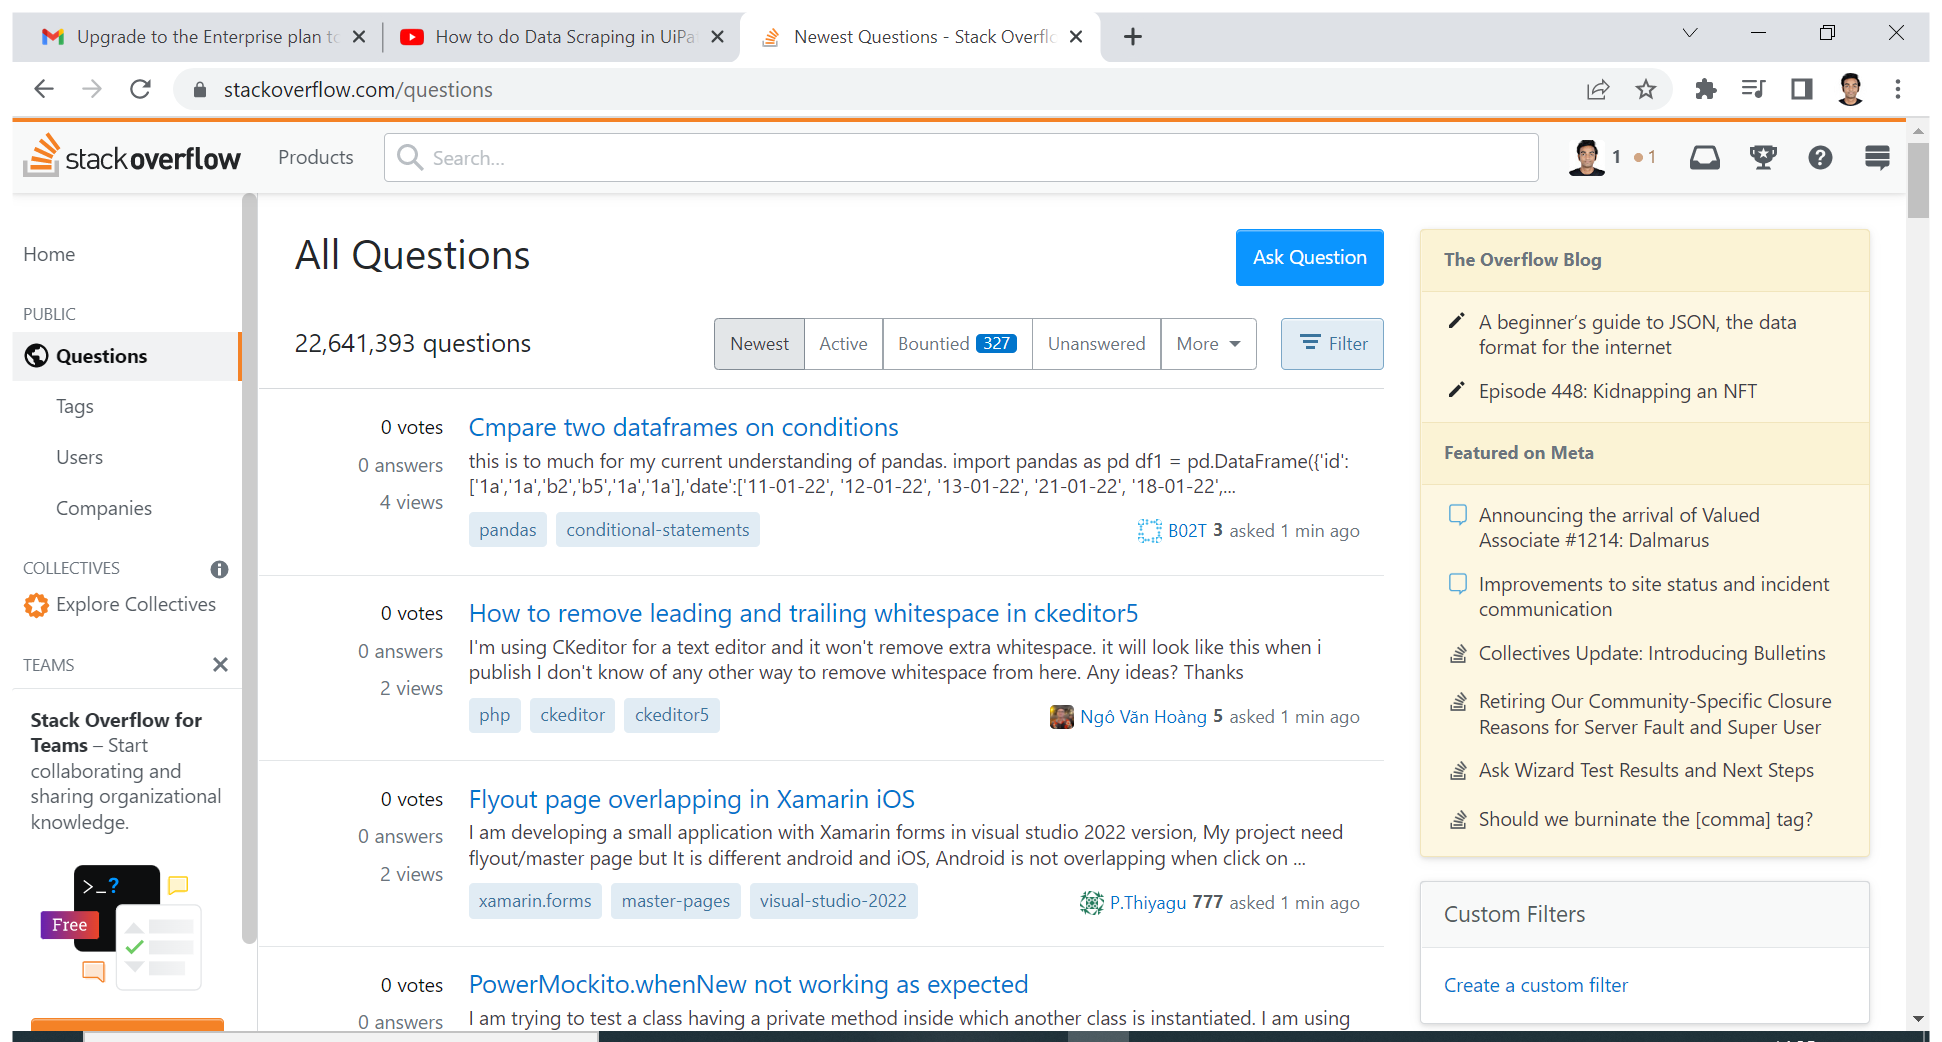 Upgrade to the Enterprise plan to
How to do Data Scraping in UiPa
Newest Questions - Stack Overflo
stackoverflow.com/questions
stackoverflow
Products
Search...
1
1
Home
PUBLIC
Questions
Tags
Users
Companies
COLLECTIVES
Explore Collectives
TEAMS
Stack Overflow for
Teams – Start
collaborating and
sharing organizational
knowledge.
>_?
Free
All Questions
Ask Question
22,641,393 questions
Newest
Active
Bountied 327
Unanswered
More
Filter
0 votes
0 answers
4 views
Cmpare two dataframes on conditions
this is to much for my current understanding of pandas. import pandas as pd df1 = pd.DataFrame({'id':
['1a','1a','b2','b5','1a','1a'],'date':['11-01-22', '12-01-22', '13-01-22', '21-01-22', '18-01-22',...
pandas
conditional-statements
B02T 3 asked 1 min ago
0 votes
0 answers
2 views
How to remove leading and trailing whitespace in ckeditor5
I'm using CKeditor for a text editor and it won't remove extra whitespace. it will look like this when i
publish I don't know of any other way to remove whitespace from here. Any ideas? Thanks
php
ckeditor
ckeditor5
Ngô Văn Hoàng 5 asked 1 min ago
0 votes
0 answers
2 views
Flyout page overlapping in Xamarin iOS
I am developing a small application with Xamarin forms in visual studio 2022 version, My project need
flyout/master page but It is different android and iOS, Android is not overlapping when click on ...
xamarin.forms
master-pages
visual-studio-2022
P.Thiyagu 777 asked 1 min ago
0 votes
0 answers
PowerMockito.whenNew not working as expected
I am trying to test a class having a private method inside which another class is instantiated. I am using
The Overflow Blog
A beginner's guide to JSON, the data
format for the internet
Episode 448: Kidnapping an NFT
Featured on Meta
Announcing the arrival of Valued
Associate #1214: Dalmarus
Improvements to site status and incident
communication
Collectives Update: Introducing Bulletins
Retiring Our Community-Specific Closure
Reasons for Server Fault and Super User
Ask Wizard Test Results and Next Steps
Should we burninate the [comma] tag?
Custom Filters
Create a custom filter